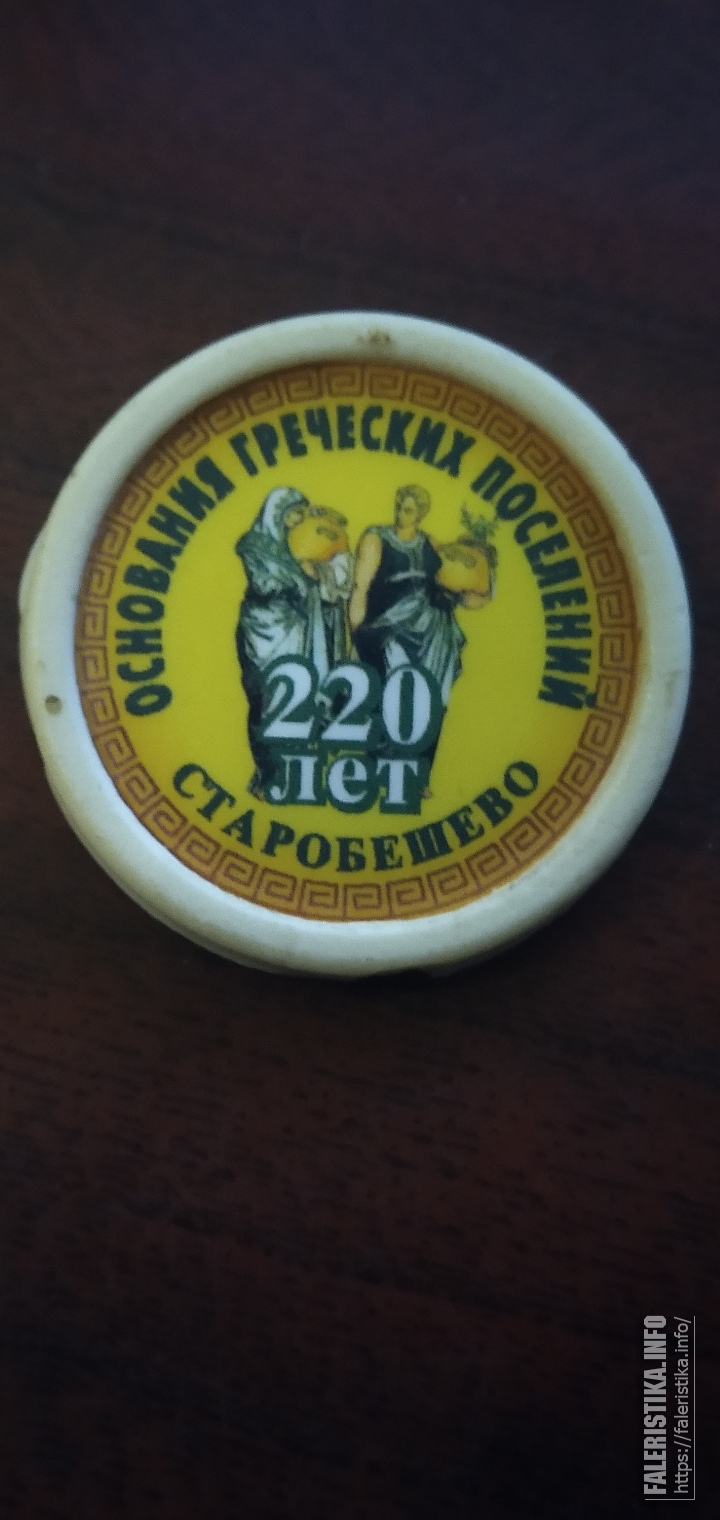 ОСНОВАНИЯ ГРЕЧЕСКИХ ПОСЕЛЕНИЙ
220
лет
СТАРОБЕШЕВО
FALERISTIKA.INFO
https://faleristika.info/